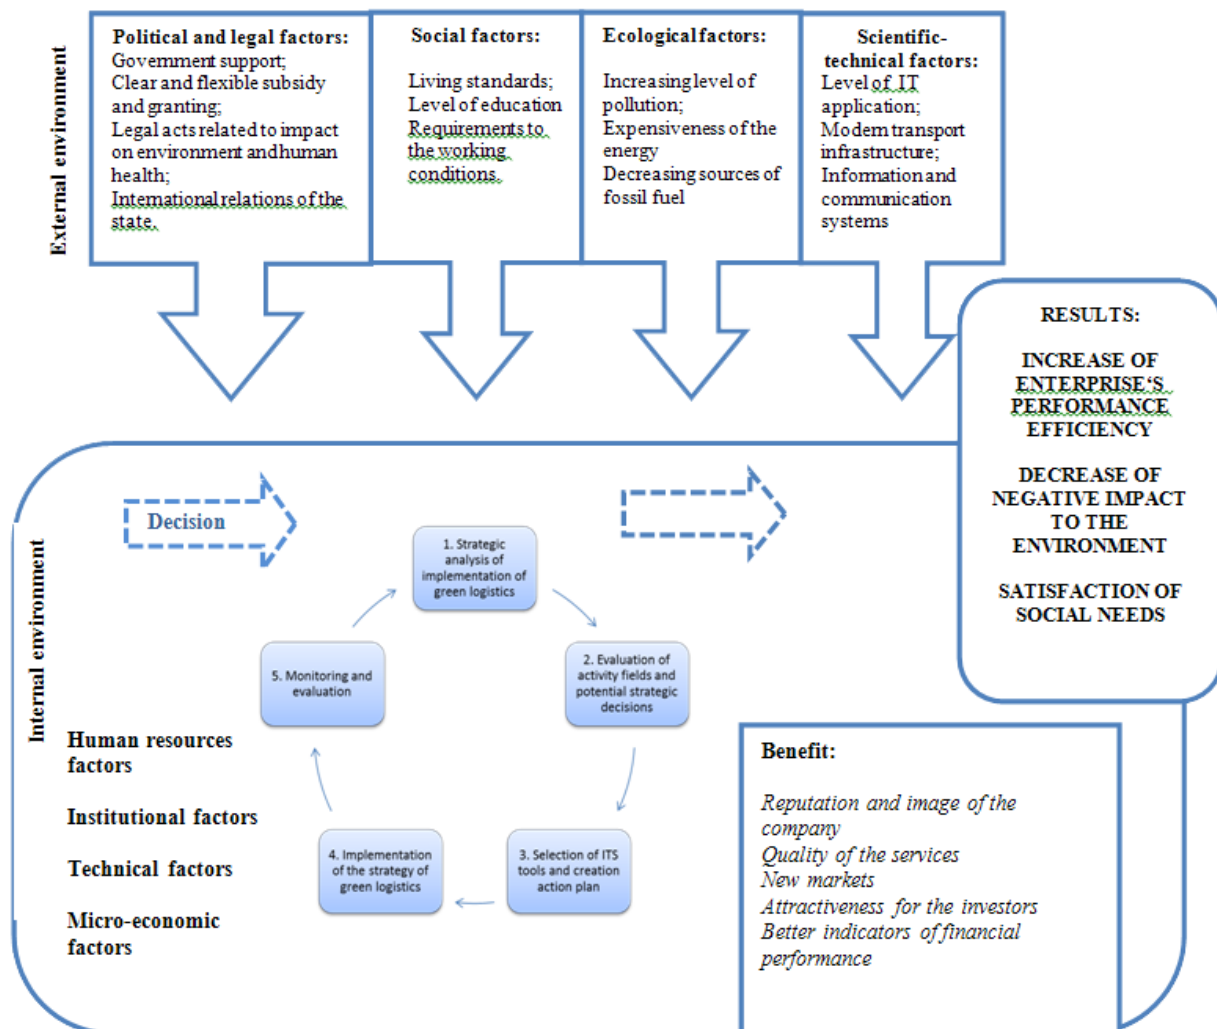 External environment
Political and legal factors:
Government support;
Clear and flexible subsidy
and granting;
Legal acts related to impact
on environment and human
health;
International relations of the
state.
Social factors:
Living standards;
Level of education
Requirements to
the working
conditions.
Ecological factors:
Increasing level of
pollution;
Expensiveness of the
energy
Decreasing sources of
fossil fuel
Scientific-
technical factors:
Level of IT
application;
Modern transport
infrastructure;
Information and
communication
systems
RESULTS:
INCREASE OF
ENTERPRISE‘S
PERFORMANCE
EFFICIENCY
DECREASE OF
NEGATIVE IMPACT
TO THE
ENVIRONMENT
SATISFACTION OF
SOCIAL NEEDS
Internal environment
Decision
1. Strategic
analysis of
implementation of
green logistics
2. Evaluation of
activity fields and
potential strategic
decisions
3. Selection of ITS
tools and creation
action plan
4. Implementation
of the strategy of
green logistics
5. Monitoring and
evaluation
Human resources
factors
Institutional factors
Technical factors
Micro-economic
factors
Benefit:
Reputation and image of the
company
Quality of the services
New markets
Attractiveness for the investors
Better indicators of financial
performance